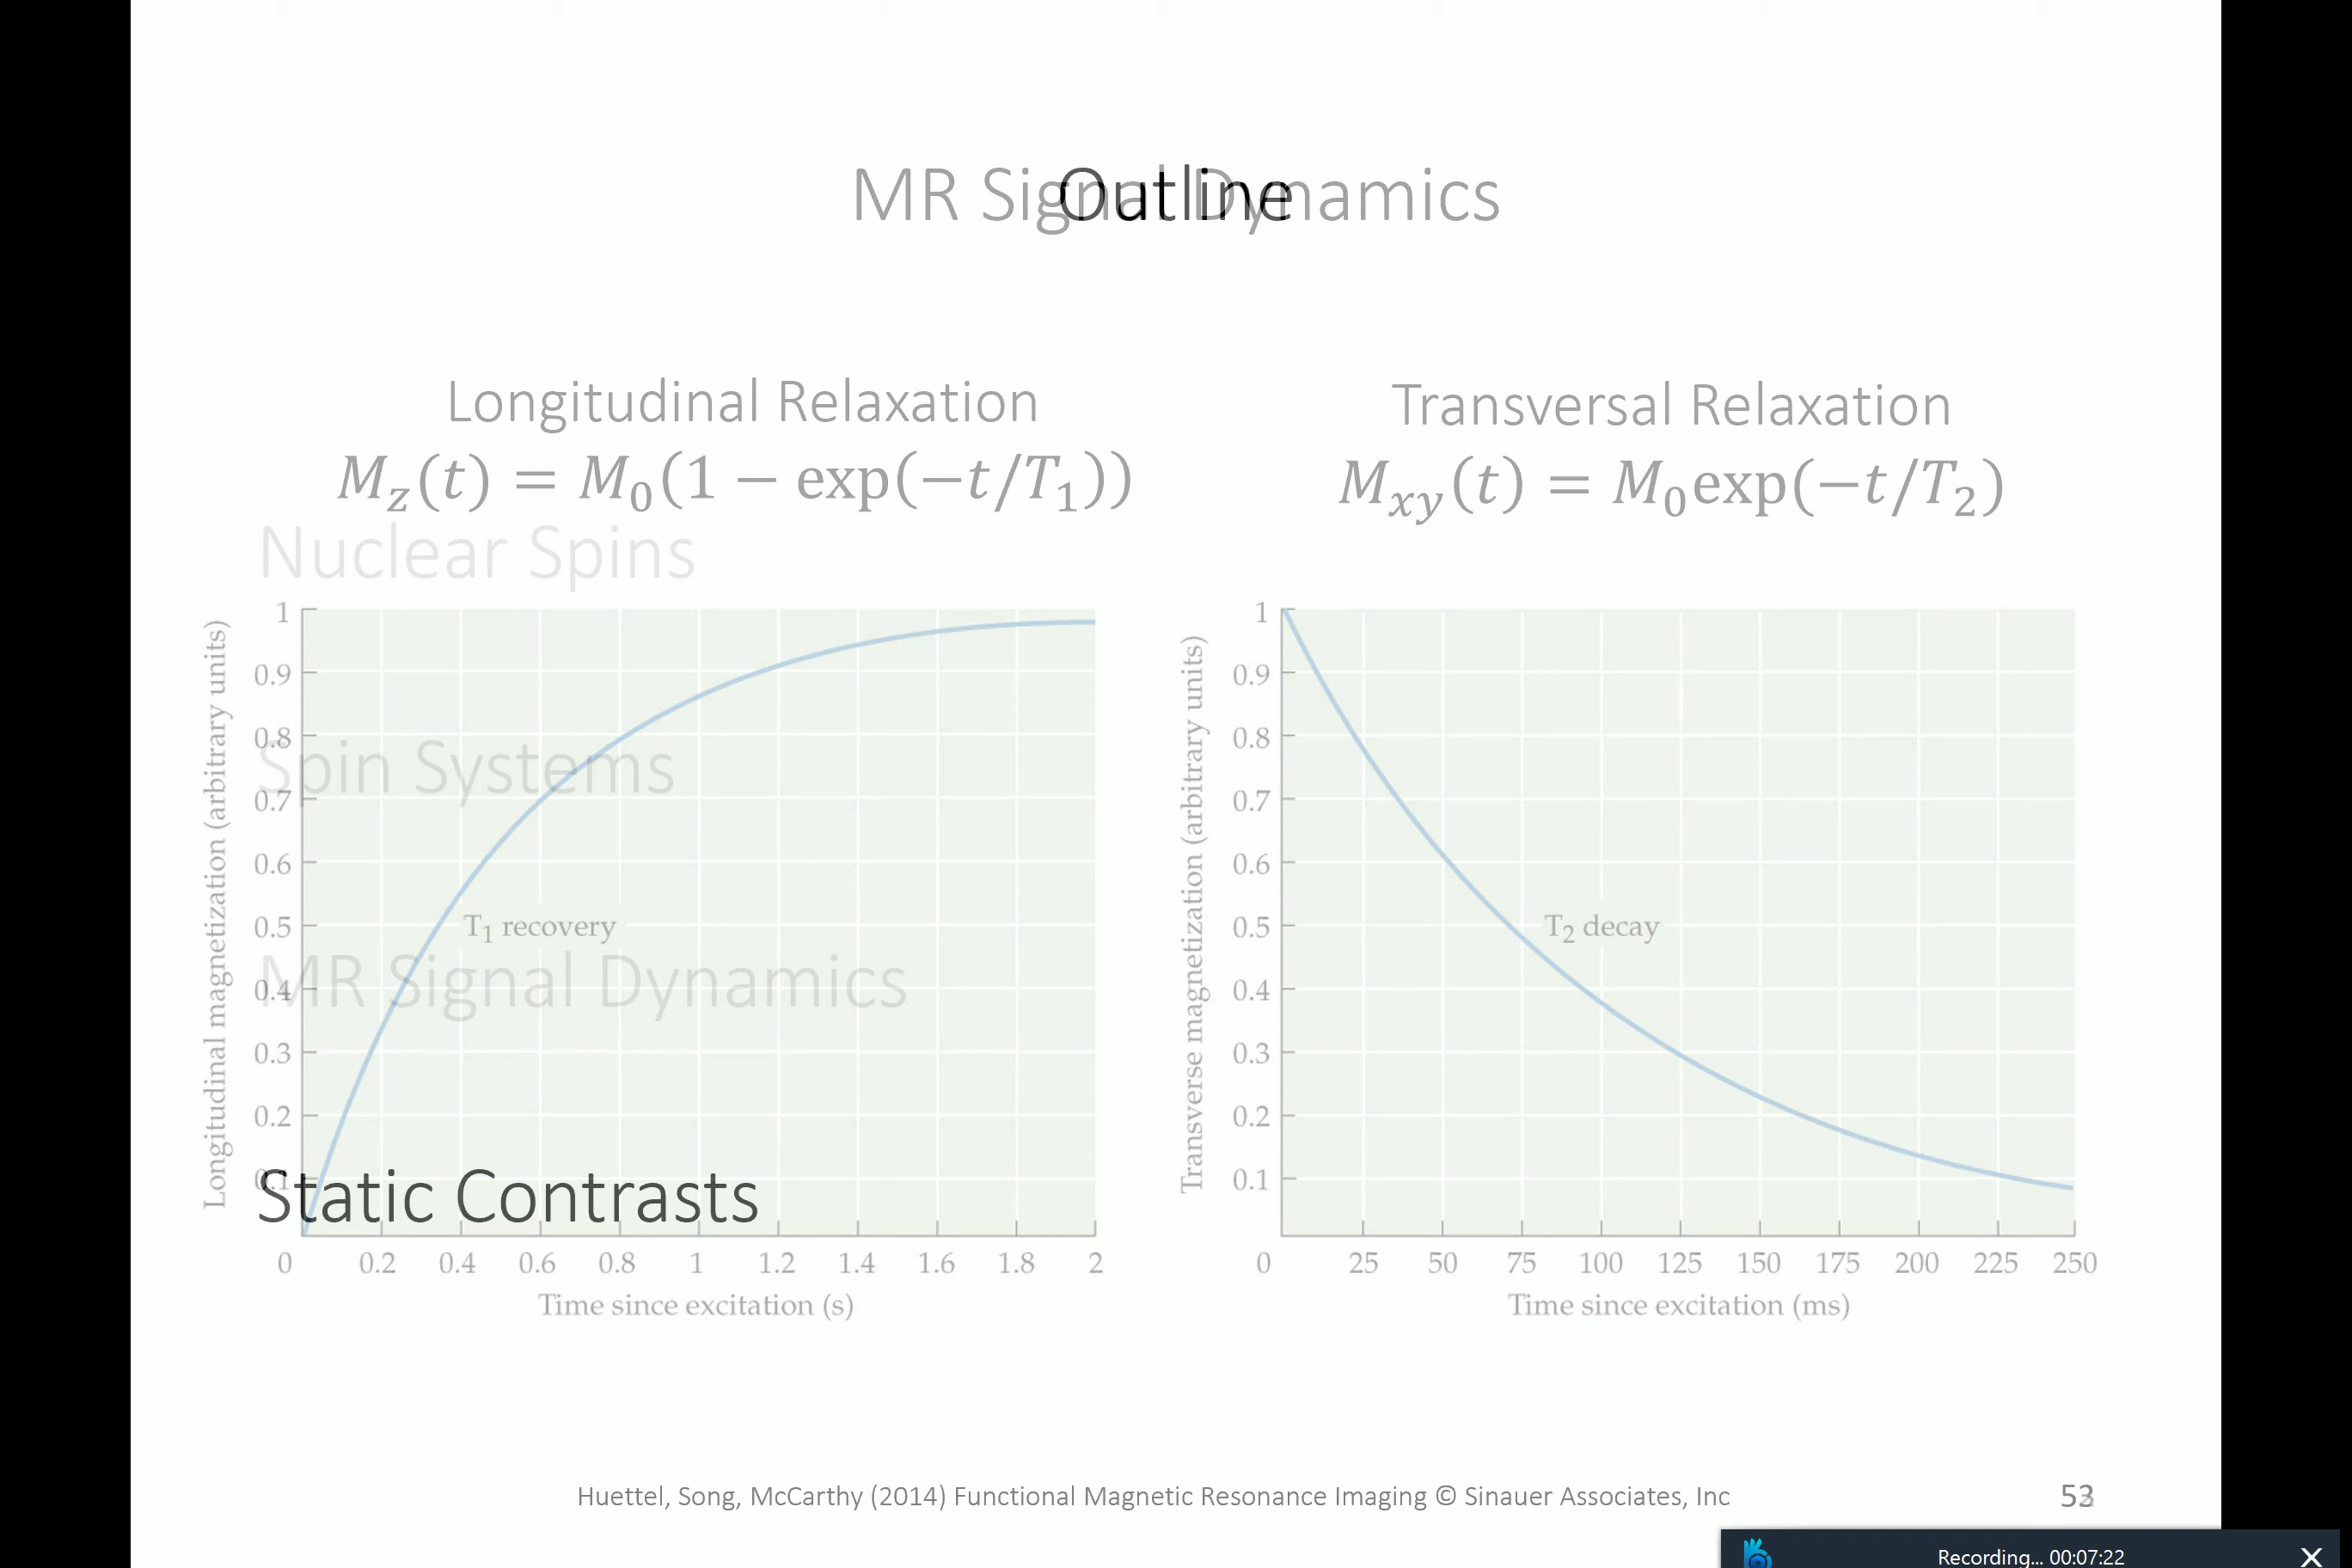 MR Signal Dynamics
Outline
Longitudinal Relaxation
M_z(t) = M_0(1 − exp(−t/T_1))
Transversal Relaxation
M_xy(t) = M_0exp(−t/T_2)
Nuclear Spins
Spin Systems
MR Signal Dynamics
Static Contrasts
Longitudinal magnetization (arbitrary units)
1
0.9
0.8
0.7
0.6
0.5
0.4
0.3
0.2
0.1
T_1 recovery
0 0.2 0.4 0.6 0.8 1 1.2 1.4 1.6 1.8 2
Time since excitation (s)
Transverse magnetization (arbitrary units)
1
0.9
0.8
0.7
0.6
0.5
0.4
0.3
0.2
0.1
T_2 decay
0 25 50 75 100 125 150 175 200 225 250
Time since excitation (ms)
Huettel, Song, McCarthy (2014) Functional Magnetic Resonance Imaging © Sinauer Associates, Inc
Recording... 00:07:22